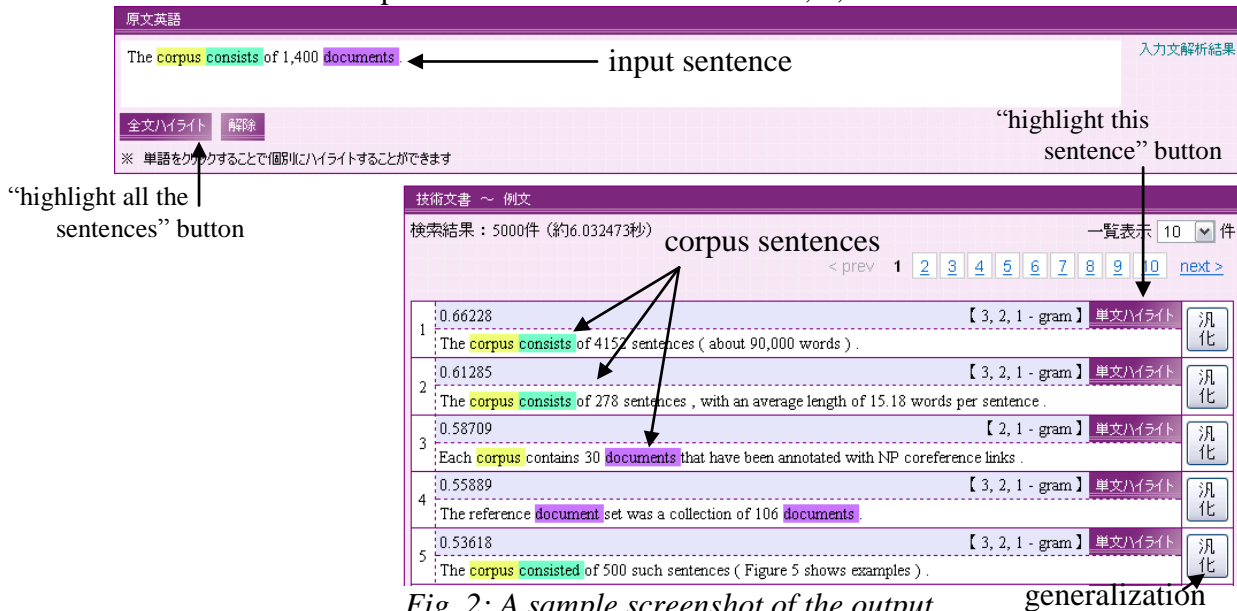 原文英語
The corpus consists of 1,400 documents .
input sentence
入力文解析結果
全文ハイライト 解除
※ 単語をクリックすることで個別にハイライトすることができます
“highlight this
sentence” button
“highlight all the
sentences” button
技術文書 ～ 例文
検索結果：5000件 (約6.032473秒)
corpus sentences
一覧表示 10 件
< prev 1 2 3 4 5 6 7 8 9 10 next >
1 0.66228 【 3, 2, 1 - gram 】 単文ハイライト 汎化
The corpus consists of 4152 sentences ( about 90,000 words ) .
2 0.61285 【 3, 2, 1 - gram 】 単文ハイライト 汎化
The corpus consists of 278 sentences , with an average length of 15.18 words per sentence .
3 0.58709 【 2, 1 - gram 】 単文ハイライト 汎化
Each corpus contains 30 documents that have been annotated with NP coreference links .
4 0.55889 【 3, 2, 1 - gram 】 単文ハイライト 汎化
The reference document set was a collection of 106 documents .
5 0.53618 【 3, 2, 1 - gram 】 単文ハイライト 汎化
The corpus consisted of 500 such sentences ( Figure 5 shows examples ) .
generalization
Fig. 2: A sample screenshot of the output